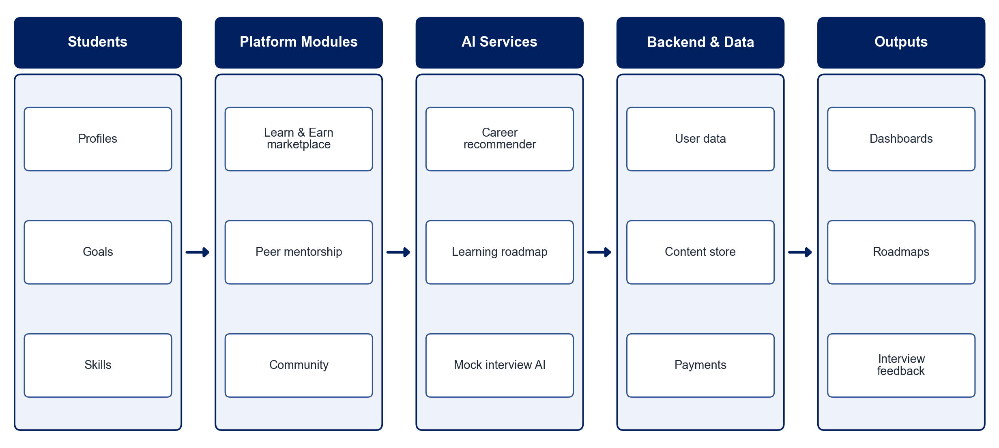 Students
Profiles
Goals
Skills
Platform Modules
Learn & Earn
marketplace
Peer mentorship
Community
AI Services
Career
recommender
Learning roadmap
Mock interview AI
Backend & Data
User data
Content store
Payments
Outputs
Dashboards
Roadmaps
Interview
feedback